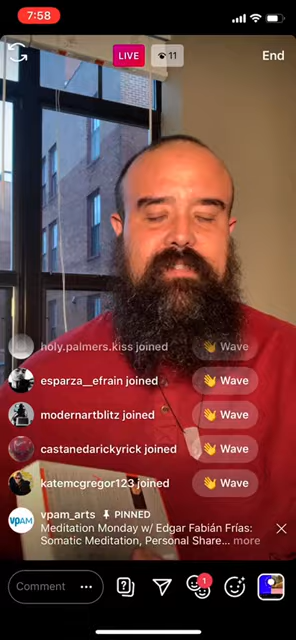 7:58
LIVE 11 End
holy.palmers.kiss joined 👋 Wave
esparza__efrain joined 👋 Wave
modernartblitz joined 👋 Wave
castanedarickyrick joined 👋 Wave
katemcgregor123 joined 👋 Wave
VPAM vpam_arts PINNED
Meditation Monday w/ Edgar Fabián Frías:
Somatic Meditation, Personal Share... more
Comment 1